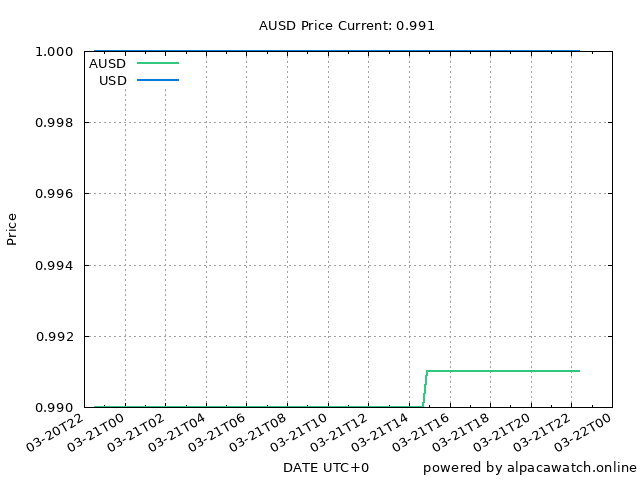 AUSD Price Current: 0.991
1.000
AUSD
USD
0.998
0.996
Price
0.994
0.992
0.990
03-20T22
03-21T00
03-21T02
03-21T04
03-21T06
03-21T08
03-21T10
03-21T12
03-21T14
03-21T16
03-21T18
03-21T20
03-21T22
03-22T00
DATE UTC+0
powered by alpacawatch.online